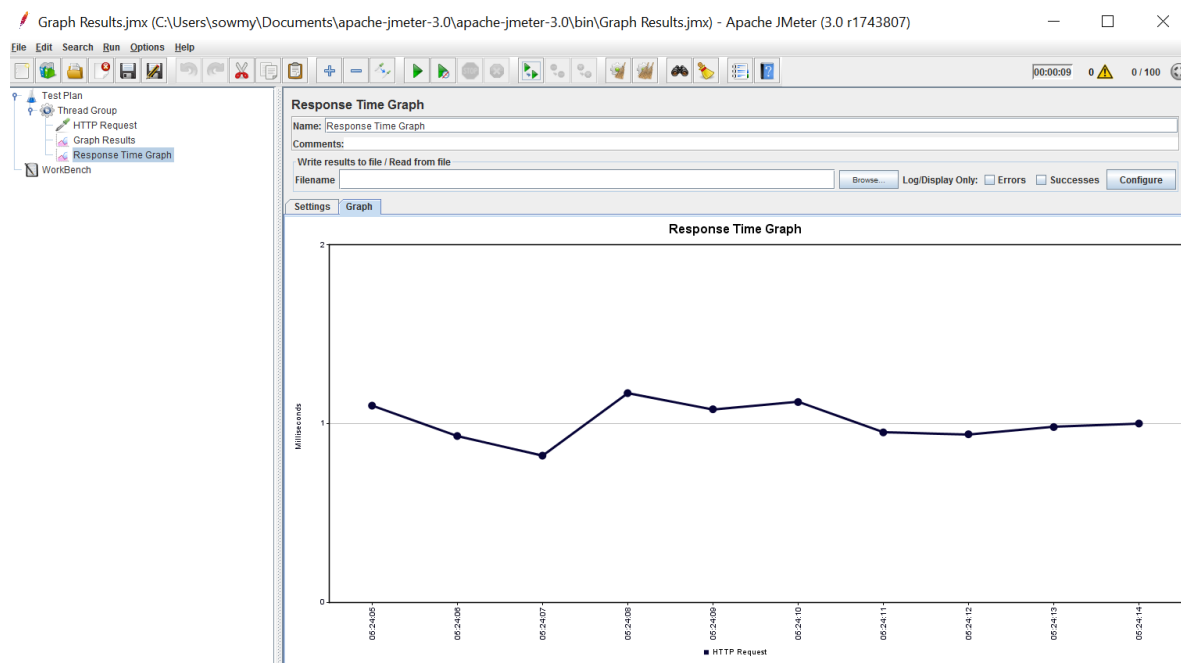 Graph Results.jmx (C:\Users\sowmy\Documents\apache-jmeter-3.0\apache-jmeter-3.0\bin\Graph Results.jmx) - Apache JMeter (3.0 r1743807)
File Edit Search Run Options Help
00:00:09 0 0 / 100
Test Plan
Thread Group
HTTP Request
Graph Results
Response Time Graph
WorkBench
Response Time Graph
Name: Response Time Graph
Comments:
Write results to file / Read from file
Filename Browse... Log/Display Only: Errors Successes Configure
Settings Graph
Response Time Graph
2
1
0
Milliseconds
05:24:05 05:24:06 05:24:07 05:24:08 05:24:09 05:24:10 05:24:11 05:24:12 05:24:13 05:24:14
HTTP Request